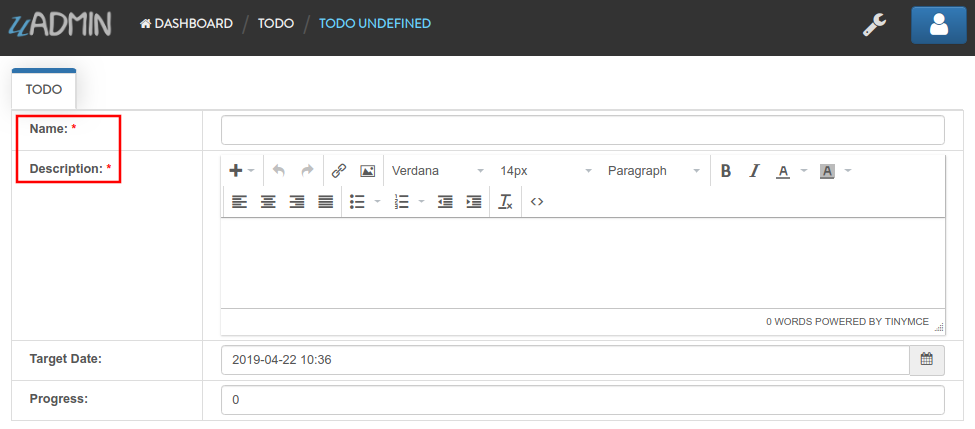 uADMIN DASHBOARD / TODO / TODO UNDEFINED
TODO
Name: *
Description: *
Verdana 14px Paragraph B I A A
0 WORDS POWERED BY TINYMCE
Target Date: 2019-04-22 10:36
Progress: 0